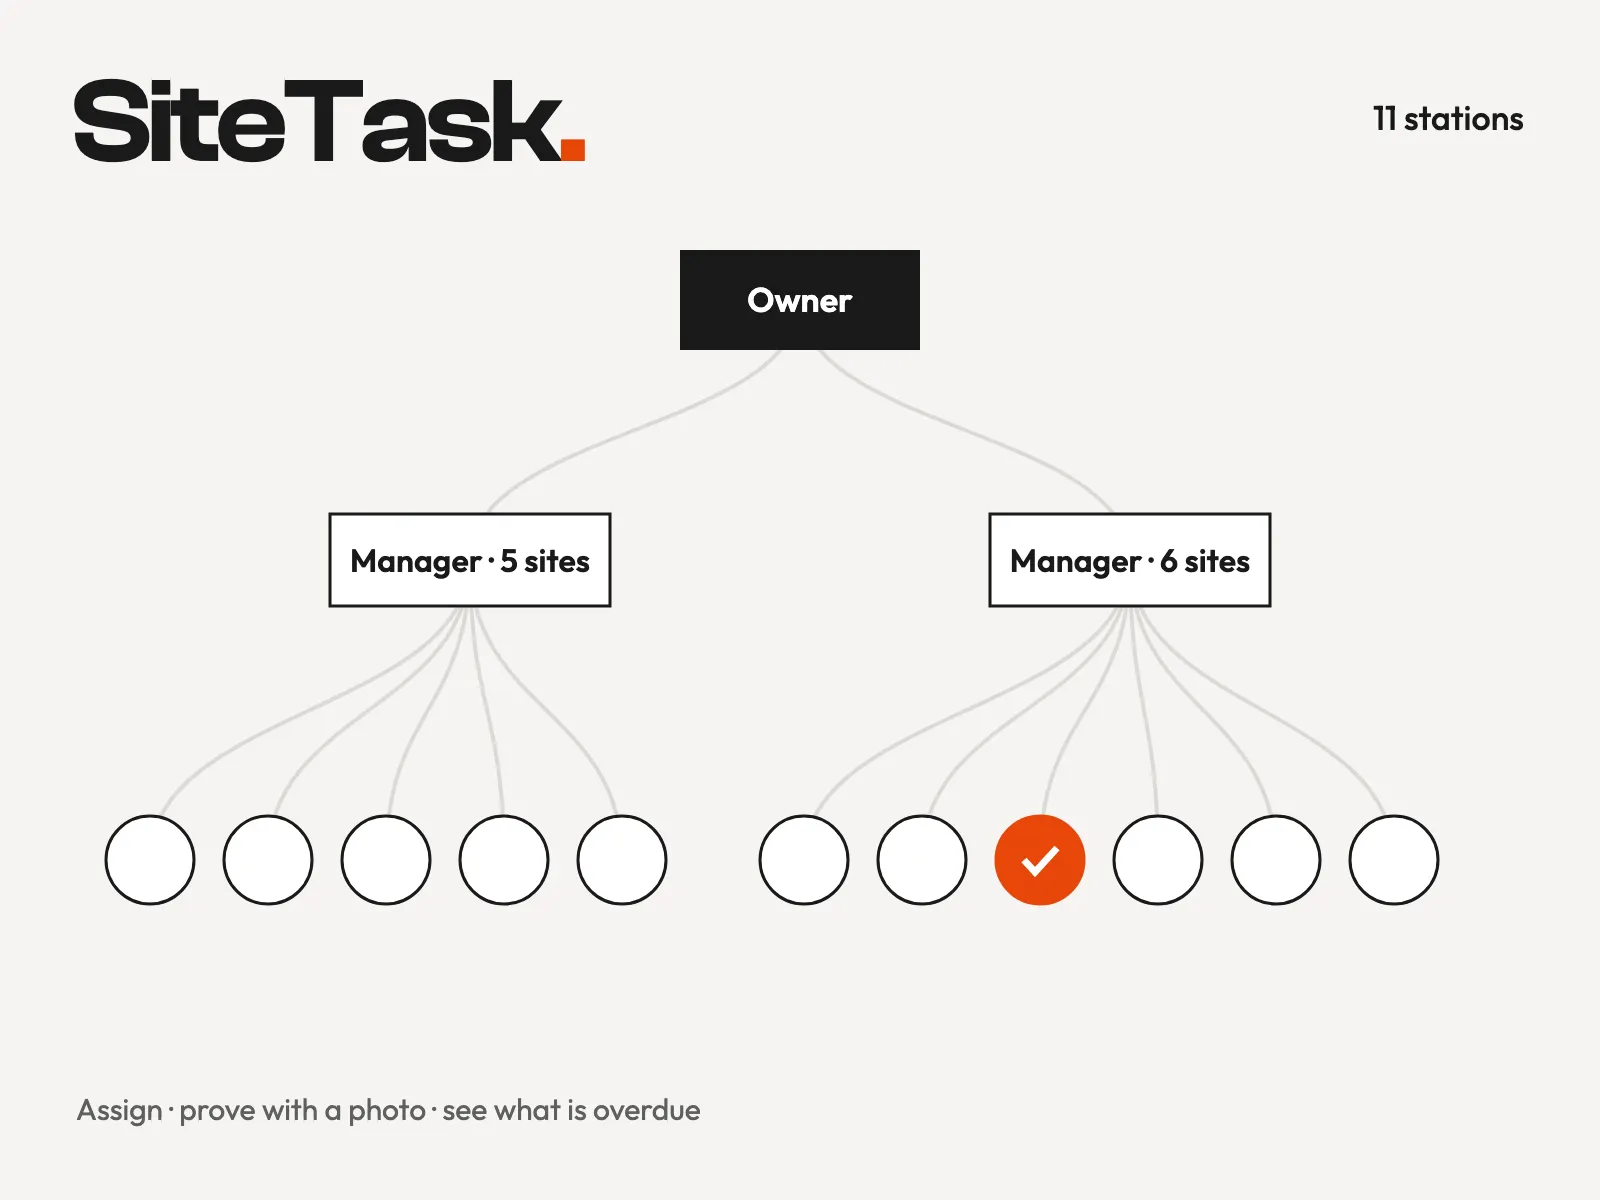 SiteTask.
11 stations
Owner
Manager · 5 sites
Manager · 6 sites
Assign · prove with a photo · see what is overdue